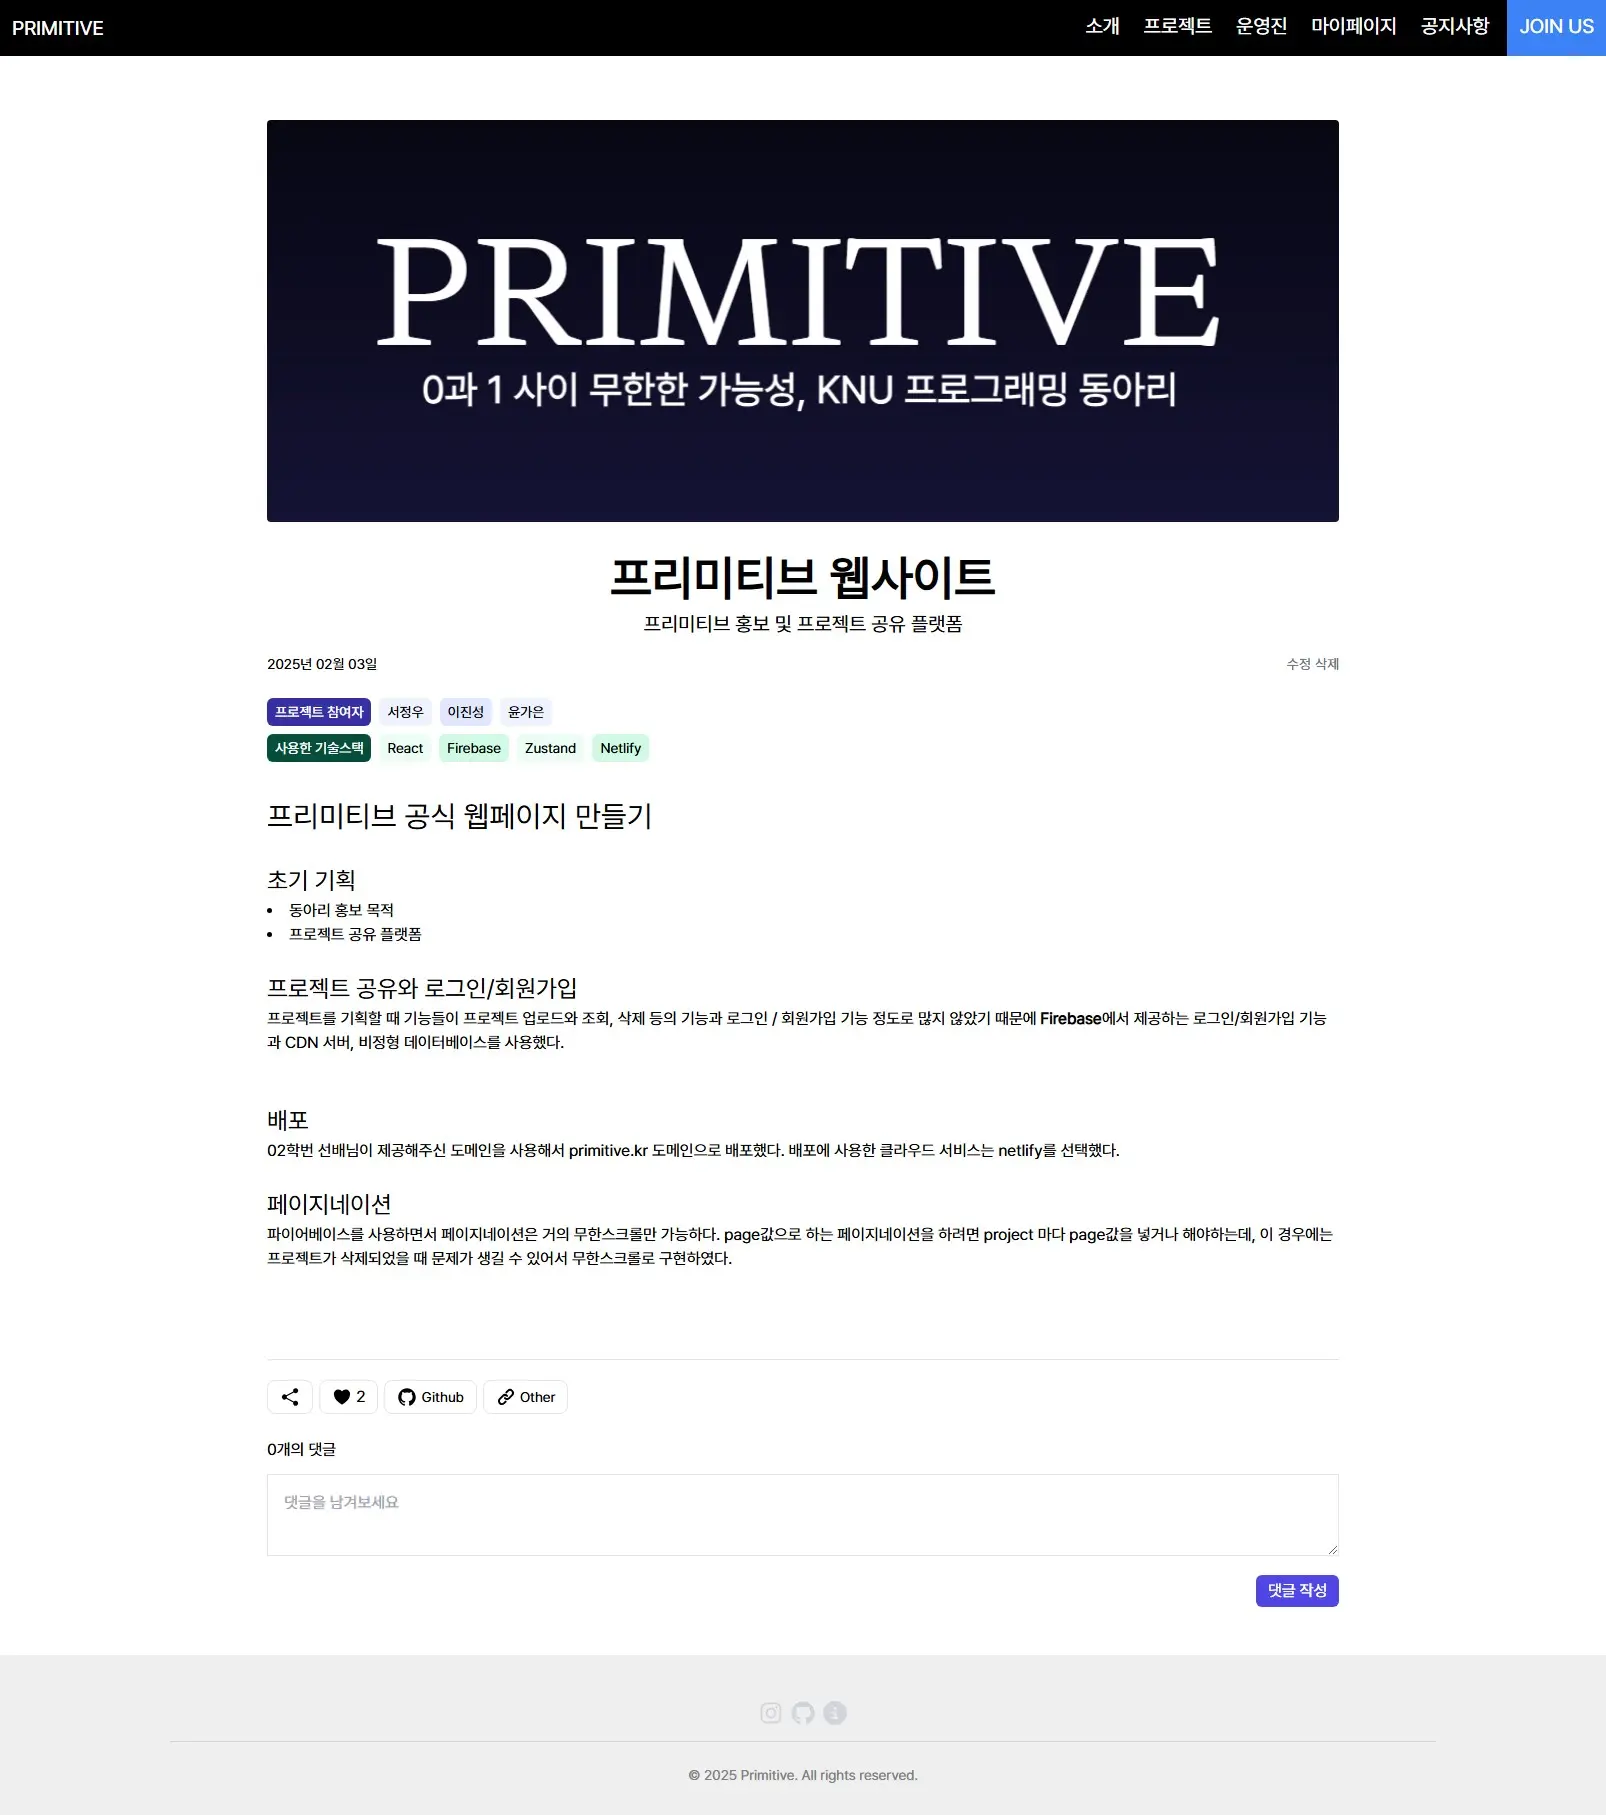 PRIMITIVE
소개 프로젝트 운영진 마이페이지 공지사항 JOIN US
PRIMITIVE
0과 1 사이 무한한 가능성, KNU 프로그래밍 동아리
프리미티브 웹사이트
프리미티브 홍보 및 프로젝트 공유 플랫폼
2025년 02월 03일
수정 삭제
프로젝트 참여자 서정우 이진성 윤가은
사용한 기술스택 React Firebase Zustand Netlify
프리미티브 공식 웹페이지 만들기
초기 기획
• 동아리 홍보 목적
• 프로젝트 공유 플랫폼
프로젝트 공유와 로그인/회원가입
프로젝트를 기획할 때 기능들이 프로젝트 업로드와 조회, 삭제 등의 기능과 로그인 / 회원가입 기능 정도로 많지 않았기 때문에 Firebase에서 제공하는 로그인/회원가입 기능
과 CDN 서버, 비정형 데이터베이스를 사용했다.
배포
02학번 선배님이 제공해주신 도메인을 사용해서 primitive.kr 도메인으로 배포했다. 배포에 사용한 클라우드 서비스는 netlify를 선택했다.
페이지네이션
파이어베이스를 사용하면서 페이지네이션은 거의 무한스크롤만 가능하다. page값으로 하는 페이지네이션을 하려면 project 마다 page값을 넣거나 해야하는데, 이 경우에는
프로젝트가 삭제되었을 때 문제가 생길 수 있어서 무한스크롤로 구현하였다.
2 Github Other
0개의 댓글
댓글을 남겨보세요
댓글 작성
© 2025 Primitive. All rights reserved.